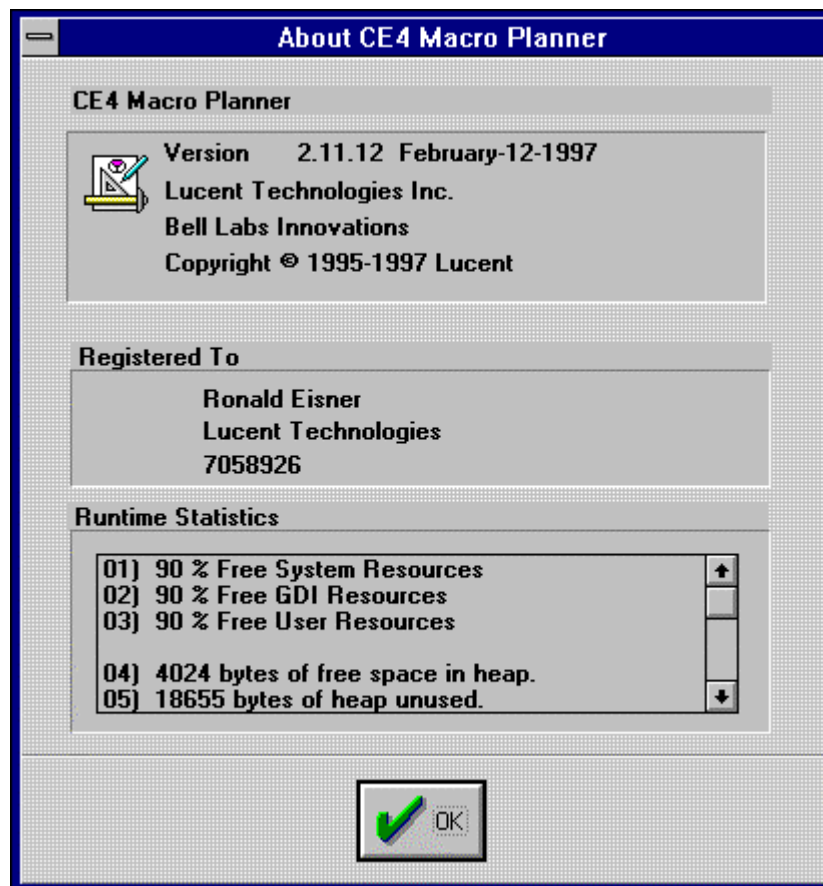 About CE4 Macro Planner
CE4 Macro Planner
Version 2.11.12 February-12-1997
Lucent Technologies Inc.
Bell Labs Innovations
Copyright © 1995-1997 Lucent
Registered To
Ronald Eisner
Lucent Technologies
7058926
Runtime Statistics
01) 90 % Free System Resources
02) 90 % Free GDI Resources
03) 90 % Free User Resources
04) 4024 bytes of free space in heap.
05) 18655 bytes of heap unused.
OK